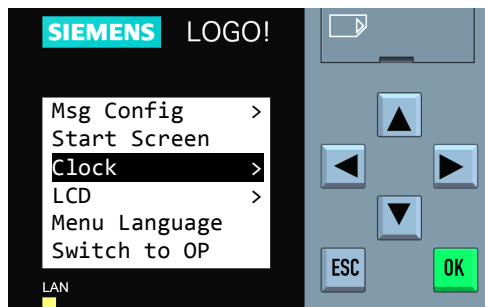 SIEMENS LOGO!
Msg Config >
Start Screen
Clock >
LCD >
Menu Language
Switch to OP
ESC
OK
LAN